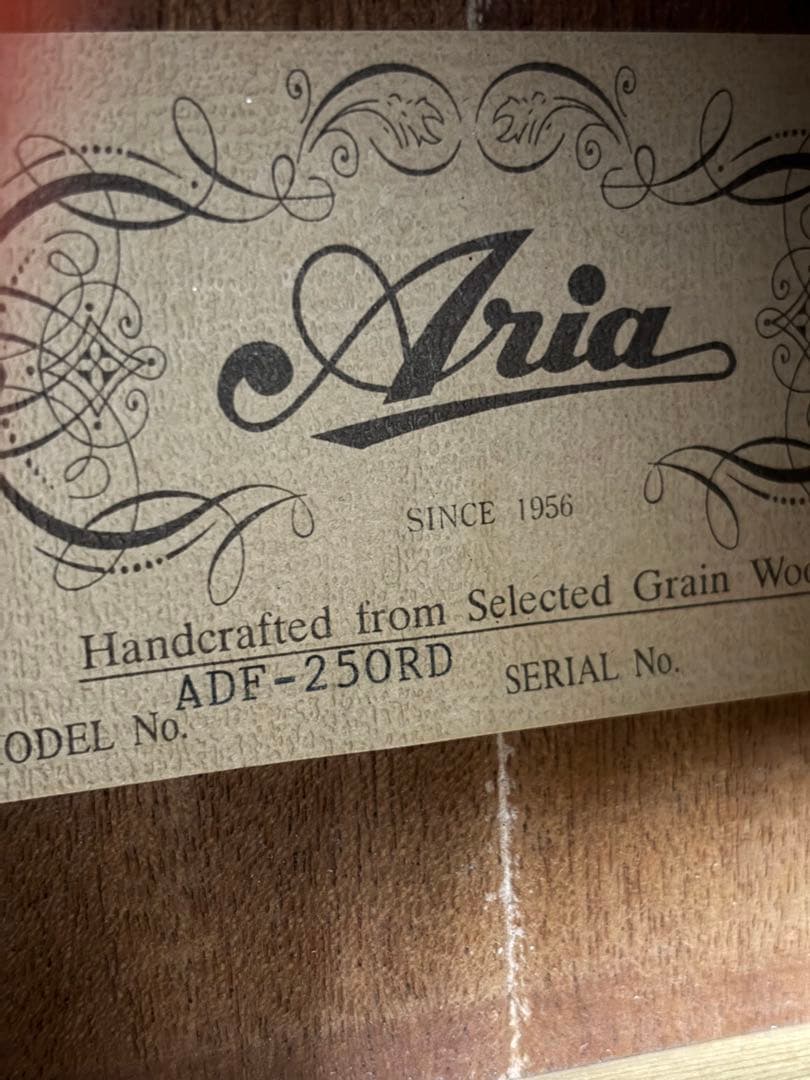 Aria
SINCE 1956
Handcrafted from Selected Grain
ODEL No. ADF-250RD SERIAL No.